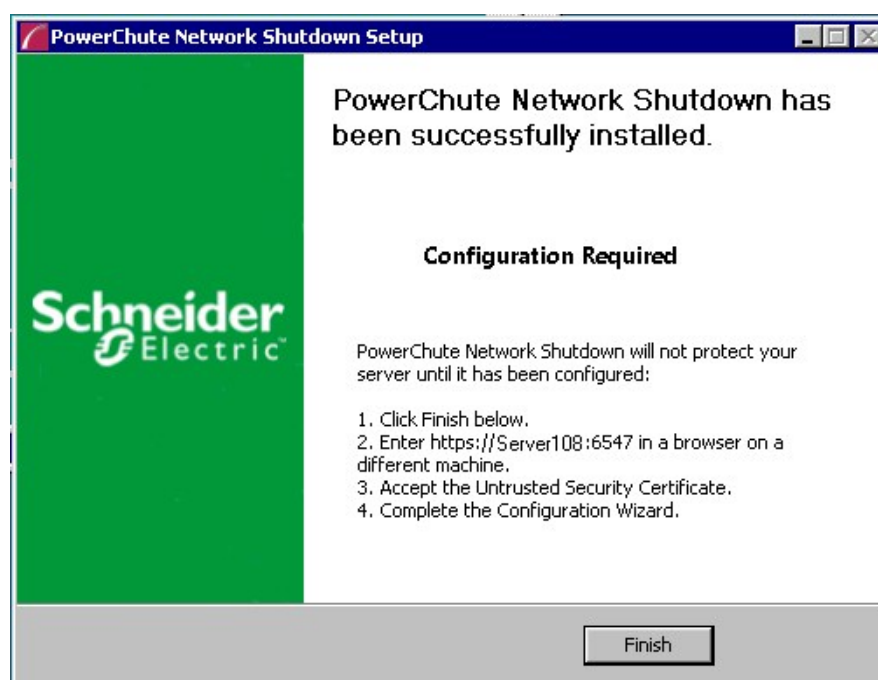 PowerChute Network Shutdown Setup
PowerChute Network Shutdown has
been successfully installed.
Configuration Required
Schneider
Electric™
PowerChute Network Shutdown will not protect your
server until it has been configured:
1. Click Finish below.
2. Enter https://Server108:6547 in a browser on a
different machine.
3. Accept the Untrusted Security Certificate.
4. Complete the Configuration Wizard.
Finish